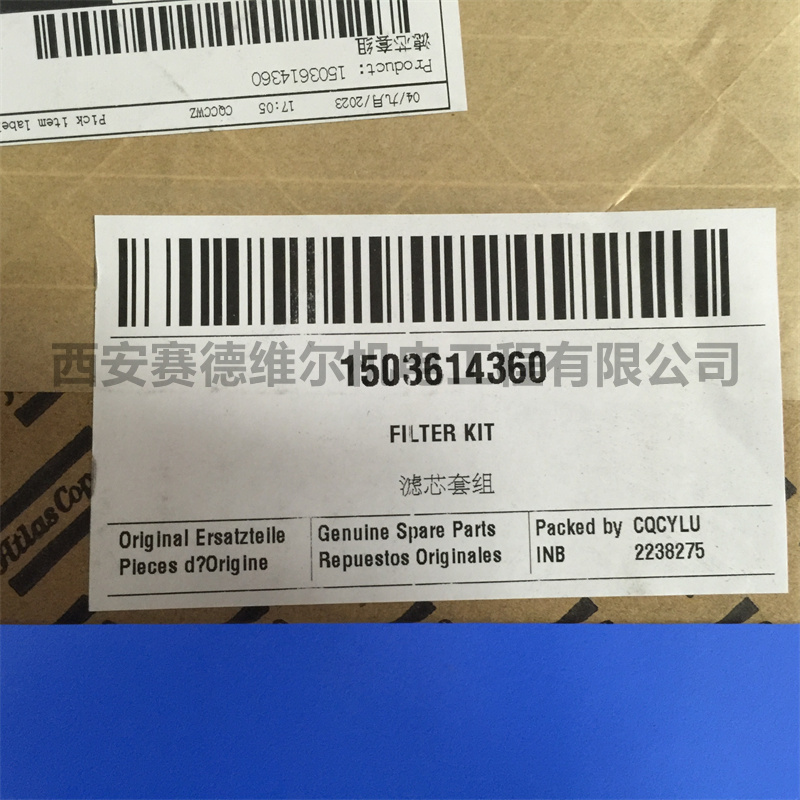 滤芯套组
Product: 1503614360
04/九月/2023 17:05 CQCCWZ Pick item labe
西安赛德维尔机电工程有限公司
1503614360
FILTER KIT
滤芯套组
Atlas Cop
Original Ersatzteile
Pieces d?Origine
Genuine Spare Parts
Repuestos Originales
Packed by CQCYLU
INB 2238275